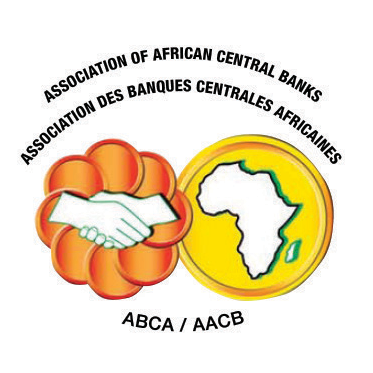 ASSOCIATION OF AFRICAN CENTRAL BANKS
ASSOCIATION DES BANQUES CENTRALES AFRICAINES
ABCA / AACB